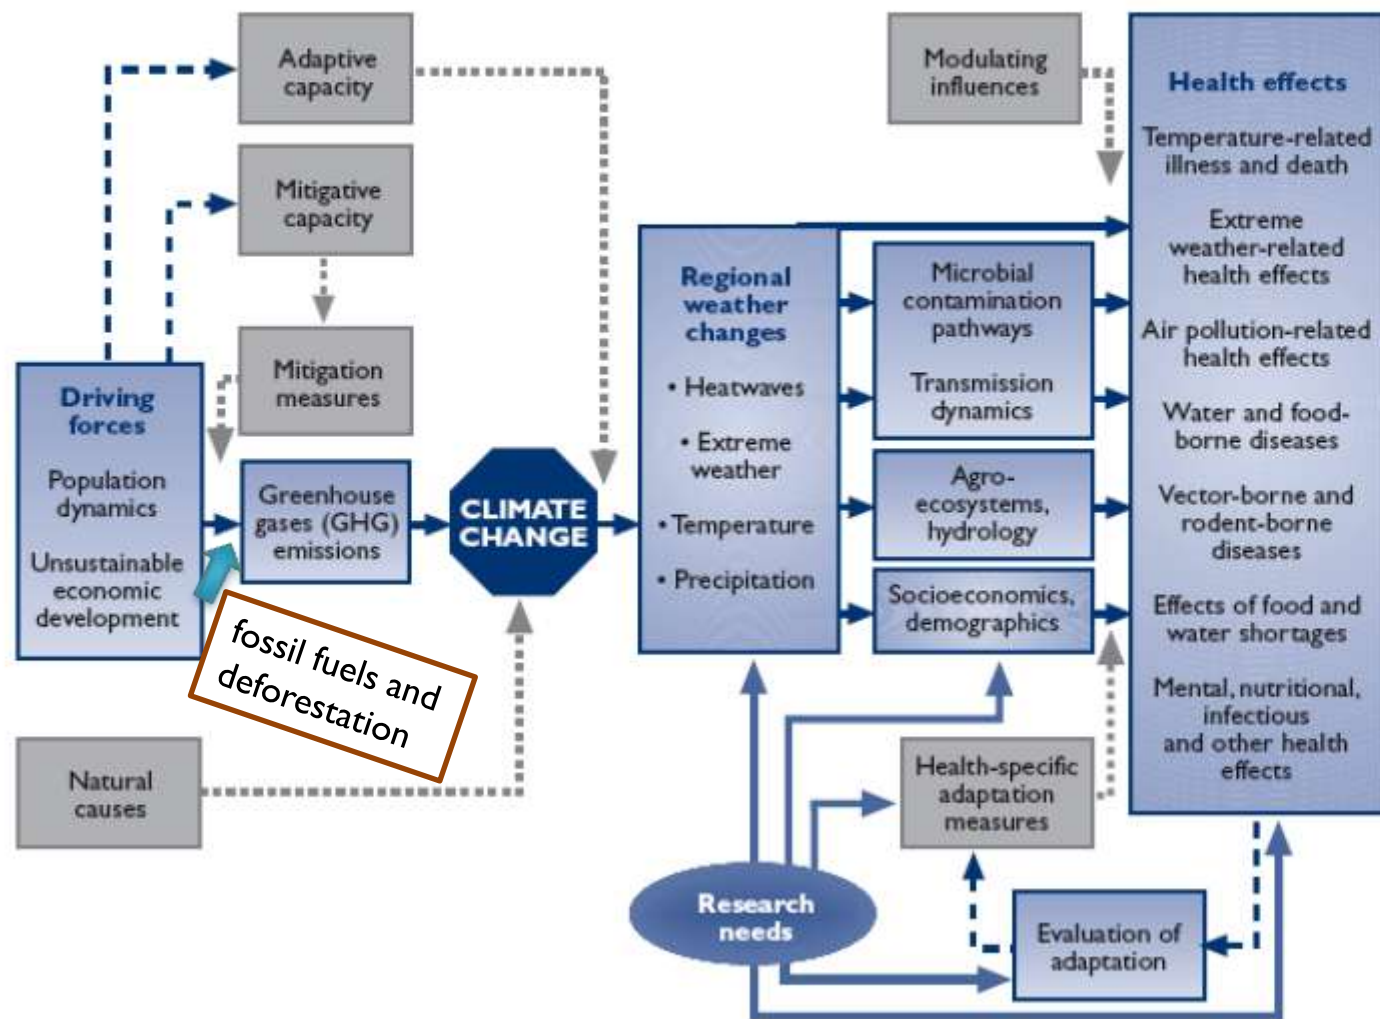 Adaptive
capacity
Mitigative
capacity
Mitigation
measures
Driving
forces
Population
dynamics
Unsustainable
economic
development
Greenhouse
gases (GHG)
emissions
fossil fuels and
deforestation
Natural
causes
CLIMATE
CHANGE
Regional
weather
changes
• Heatwaves
• Extreme
weather
• Temperature
• Precipitation
Modulating
influences
Microbial
contamination
pathways
Transmission
dynamics
Agro-
ecosystems,
hydrology
Socioeconomics,
demographics
Health-specific
adaptation
measures
Research
needs
Evaluation of
adaptation
Health effects
Temperature-related
illness and death
Extreme
weather-related
health effects
Air pollution-related
health effects
Water and food-
borne diseases
Vector-borne and
rodent-borne
diseases
Effects of food and
water shortages
Mental, nutritional,
infectious
and other health
effects